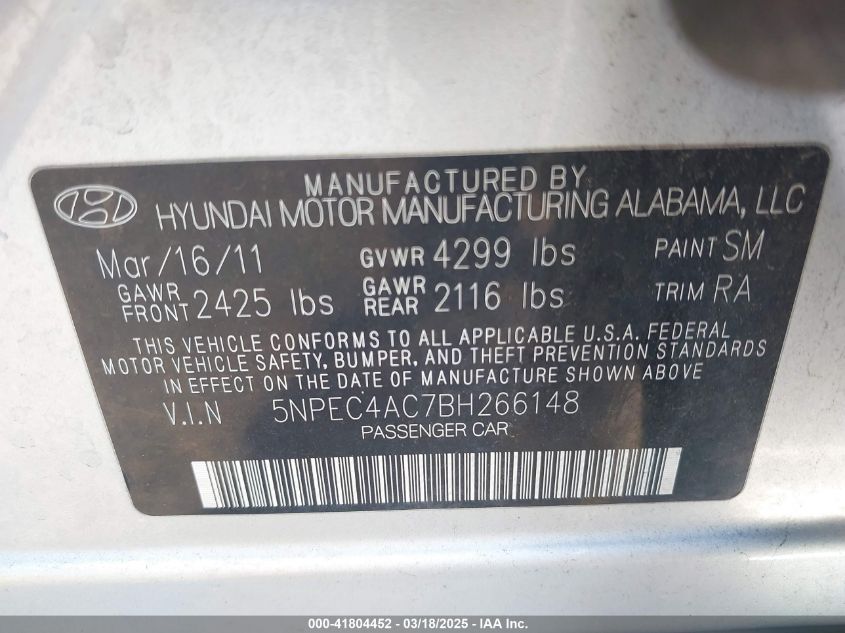 MANUFACTURED BY
HYUNDAI MOTOR MANUFACTURING ALABAMA, LLC
Mar/16/11 GVWR 4299 lbs PAINT SM
GAWR FRONT 2425 lbs GAWR REAR 2116 lbs TRIM RA
THIS VEHICLE CONFORMS TO ALL APPLICABLE U.S.A. FEDERAL
MOTOR VEHICLE SAFETY, BUMPER, AND THEFT PREVENTION STANDARDS
IN EFFECT ON THE DATE OF MANUFACTURE SHOWN ABOVE
V.I.N 5NPEC4AC7BH266148
PASSENGER CAR
000-41804452 - 03/18/2025 - IAA Inc.